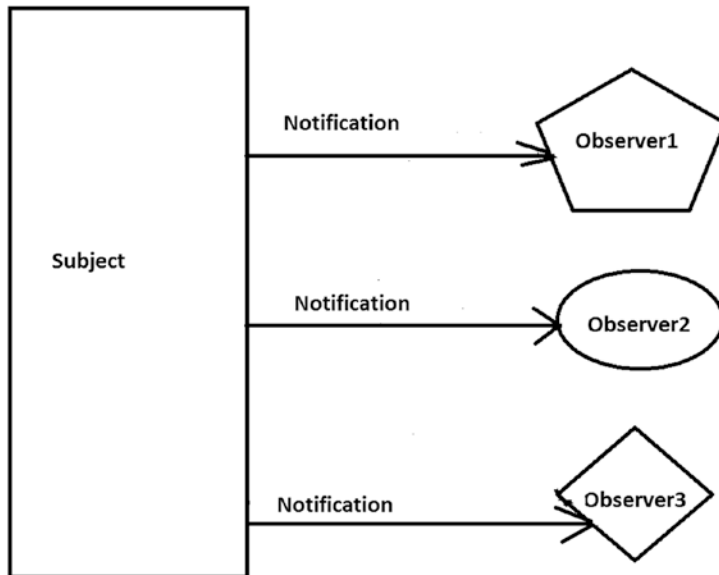 Notification
Observer1
Subject
Notification
Observer2
Notification
Observer3